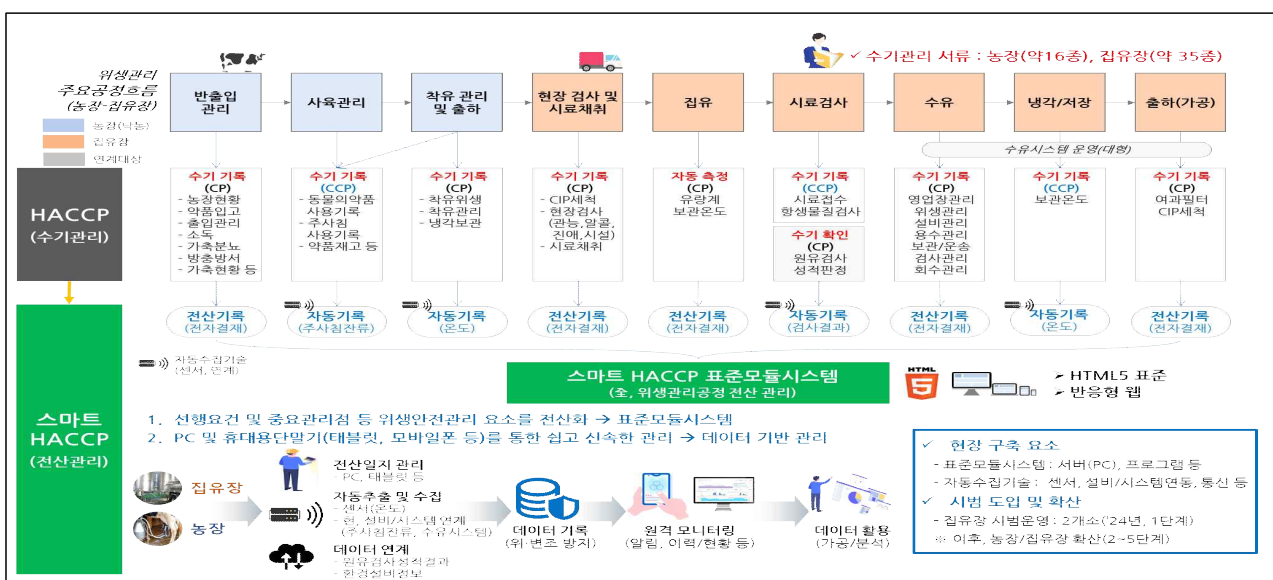 ✓ 수기관리 서류 : 농장(약16종), 집유장(약 35종)
위생관리
주요공정흐름
(농장-집유장)
농장(낙농)
집유장
연계대상
반출입
관리
사육관리
착유 관리
및 출하
현장 검사 및
시료채취
집유
시료검사
수유
냉각/저장
출하(가공)
수유시스템 운영(대형)
HACCP
(수기관리)
수기 기록
(CP)
- 농장현황
- 약품입고
- 출입관리
- 소독
- 가축분뇨
- 방충방서
- 가축현황 등
수기 기록
(CCP)
- 동물의약품
사용기록
- 주사침
사용기록
- 약품재고 등
수기 기록
(CP)
- 착유위생
- 착유관리
- 냉각보관
수기 기록
(CP)
- CIP세척
- 현장검사
(관능,알콜,
진애,시설)
- 시료채취
자동 측정
(CP)
유량계
보관온도
수기 기록
(CCP)
시료접수
항생물질검사
수기 확인
(CP)
원유검사
성적판정
수기 기록
(CP)
영업장관리
위생관리
설비관리
용수관리
보관/운송
검사관리
회수관리
수기 기록
(CCP)
보관온도
수기 기록
(CP)
여과필터
CIP세척
전산기록
(전자결재)
자동기록
(주사침잔류)
자동기록
(온도)
전산기록
(전자결재)
전산기록
(전자결재)
자동기록
(검사결과)
전산기록
(전자결재)
자동기록
(온도)
전산기록
(전자결재)
자동수집기술
(센서, 연계)
스마트 HACCP 표준모듈시스템
(全, 위생관리공정 전산 관리)
HTML
5
➢ HTML5 표준
➢ 반응형 웹
스마트
HACCP
(전산관리)
1. 선행요건 및 중요관리점 등 위생안전관리 요소를 전산화 → 표준모듈시스템
2. PC 및 휴대용단말기(태블릿, 모바일폰 등)를 통한 쉽고 신속한 관리 → 데이터 기반 관리
집유장
농장
전산일지 관리
- PC, 태블릿 등
자동추출 및 수집
- 센서(온도)
- 현, 설비/시스템 연계
(주사침잔류, 수유시스템)
데이터 연계
- 원유검사성적결과
- 환경설비정보
데이터 기록
(위·변조 방지)
원격 모니터링
(알림, 이력/현황 등)
데이터 활용
(가공/분석)
✓ 현장 구축 요소
- 표준모듈시스템 : 서버(PC), 프로그램 등
- 자동수집기술 : 센서, 설비/시스템연동, 통신 등
✓ 시범 도입 및 확산
- 집유장 시범운영 : 2개소('24년, 1단계)
※ 이후, 농장/집유장 확산(2~5단계)